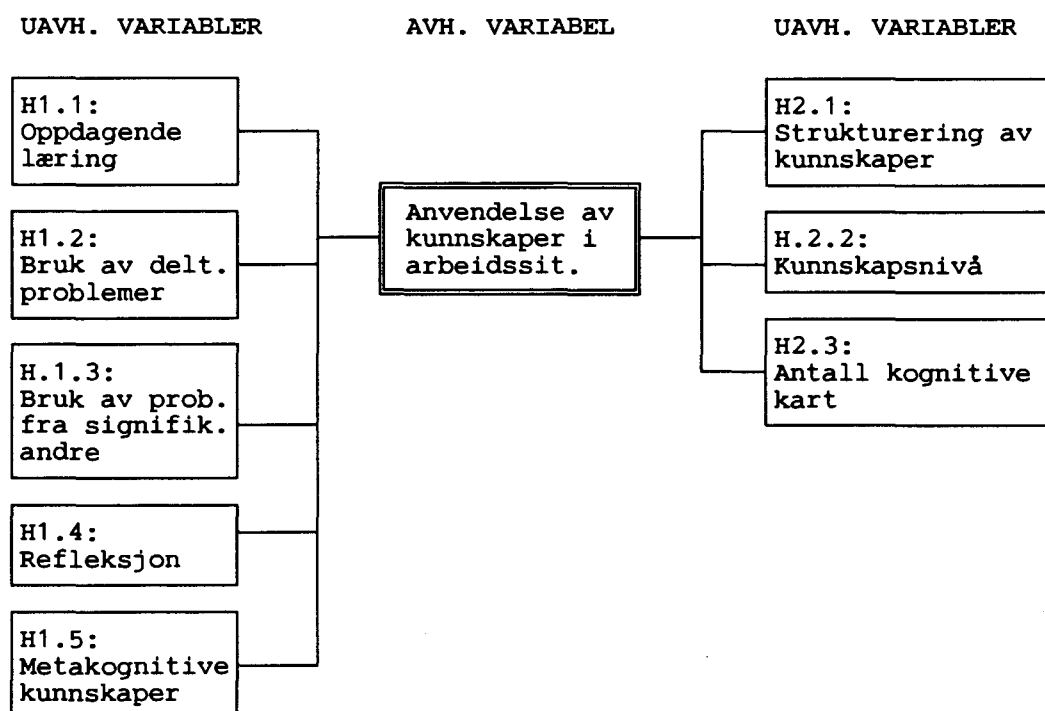 UAVH. VARIABLER
AVH. VARIABEL
UAVH. VARIABLER
H1.1:
Oppdagende
læring
H1.2:
Bruk av delt.
problemer
H.1.3:
Bruk av prob.
fra signifik.
andre
H1.4:
Refleksjon
H1.5:
Metakognitive
kunnskaper
Anvendelse av
kunnskaper i
arbeidssit.
H2.1:
Strukturering av
kunnskaper
H.2.2:
Kunnskapsnivå
H2.3:
Antall kognitive
kart